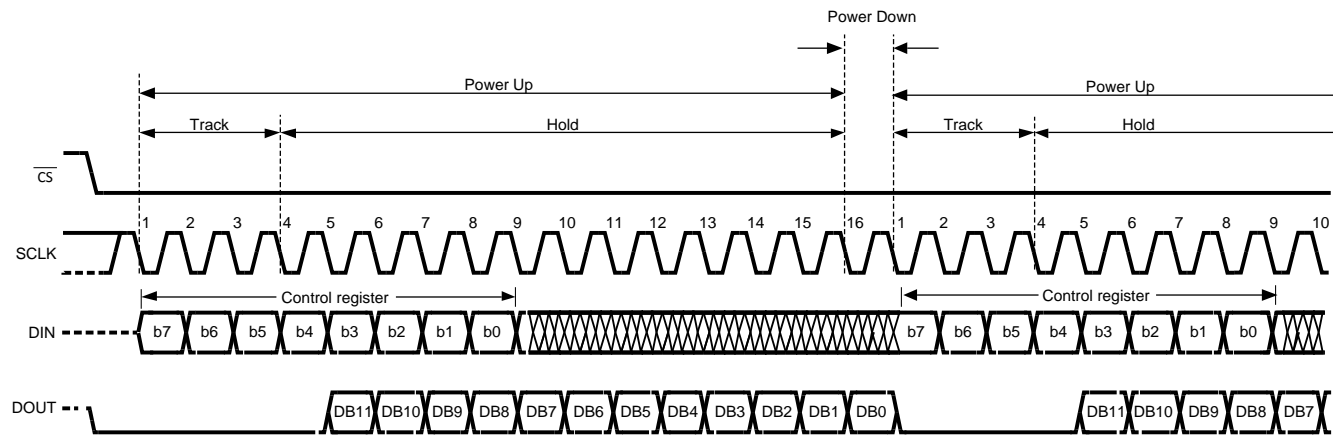 Power Down
Power Up
Power Up
Track
Hold
Track
Hold
CS
1 2 3 4 5 6 7 8 9 10 11 12 13 14 15 16 1 2 3 4 5 6 7 8 9 10
SCLK
Control register
Control register
DIN
b7 b6 b5 b4 b3 b2 b1 b0 b7 b6 b5 b4 b3 b2 b1 b0
DOUT
DB11 DB10 DB9 DB8 DB7 DB6 DB5 DB4 DB3 DB2 DB1 DB0 DB11 DB10 DB9 DB8 DB7